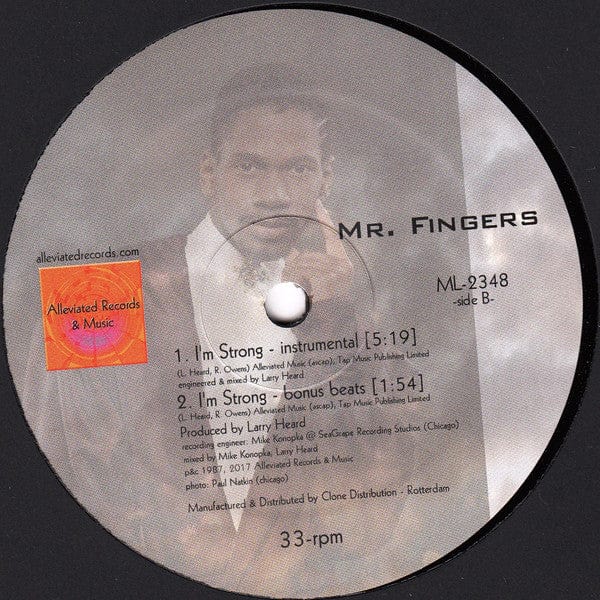 Mr. Fingers
alleviatedrecords.com
Alleviated Records
& Music
ML-2348
-side B-
1. I'm Strong - instrumental [5:19]
(L. Heard, R. Owens) Alleviated Music (ascap), Tap Music Publishing Limited
engineered & mixed by Larry Heard
2. I'm Strong - bonus beats [1:54]
(L. Heard, R. Owens) Alleviated Music (ascap), Tap Music Publishing Limited
Produced by Larry Heard
recording engineer: Mike Konopka @ SeaGrape Recording Studios (Chicago)
mixed by Mike Konopka, Larry Heard
p&c 1987, 2017 Alleviated Records & Music
photo: Paul Natkin (chicago)
Manufactured & Distributed by Clone Distribution - Rotterdam
33-rpm